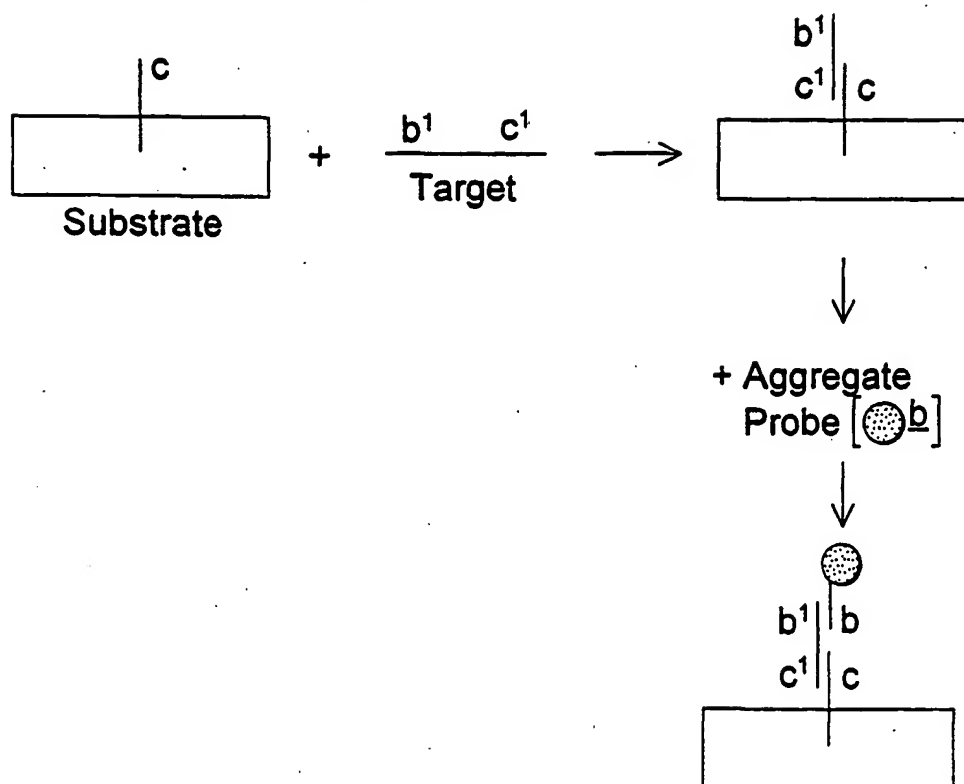 c
Substrate
+
b¹ c¹
Target
b¹
c¹ c
+ Aggregate
Probe [ b]
b¹ b
c¹ c